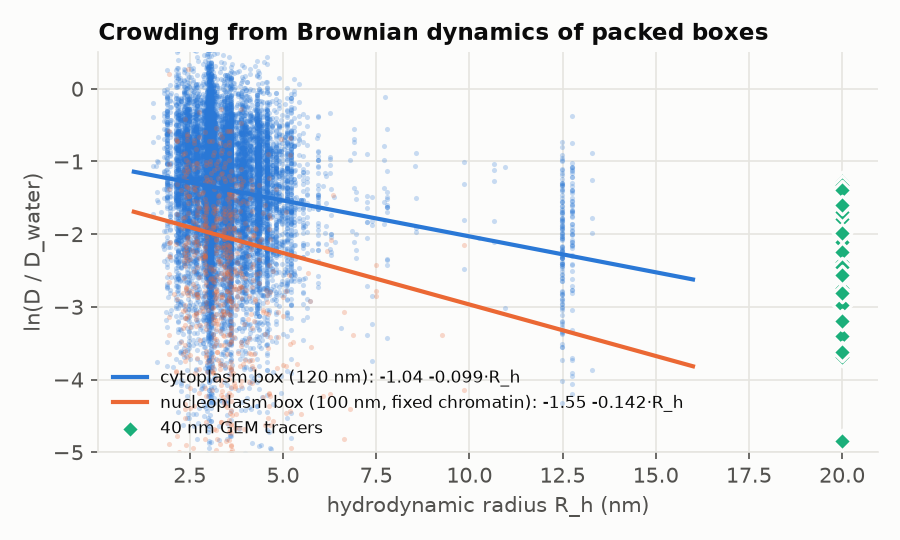 Crowding from Brownian dynamics of packed boxes
ln(D / D_water)
0
−1
−2
−3
−4
−5
cytoplasm box (120 nm): -1.04 -0.099·R_h
nucleoplasm box (100 nm, fixed chromatin): -1.55 -0.142·R_h
40 nm GEM tracers
2.5 5.0 7.5 10.0 12.5 15.0 17.5 20.0
hydrodynamic radius R_h (nm)